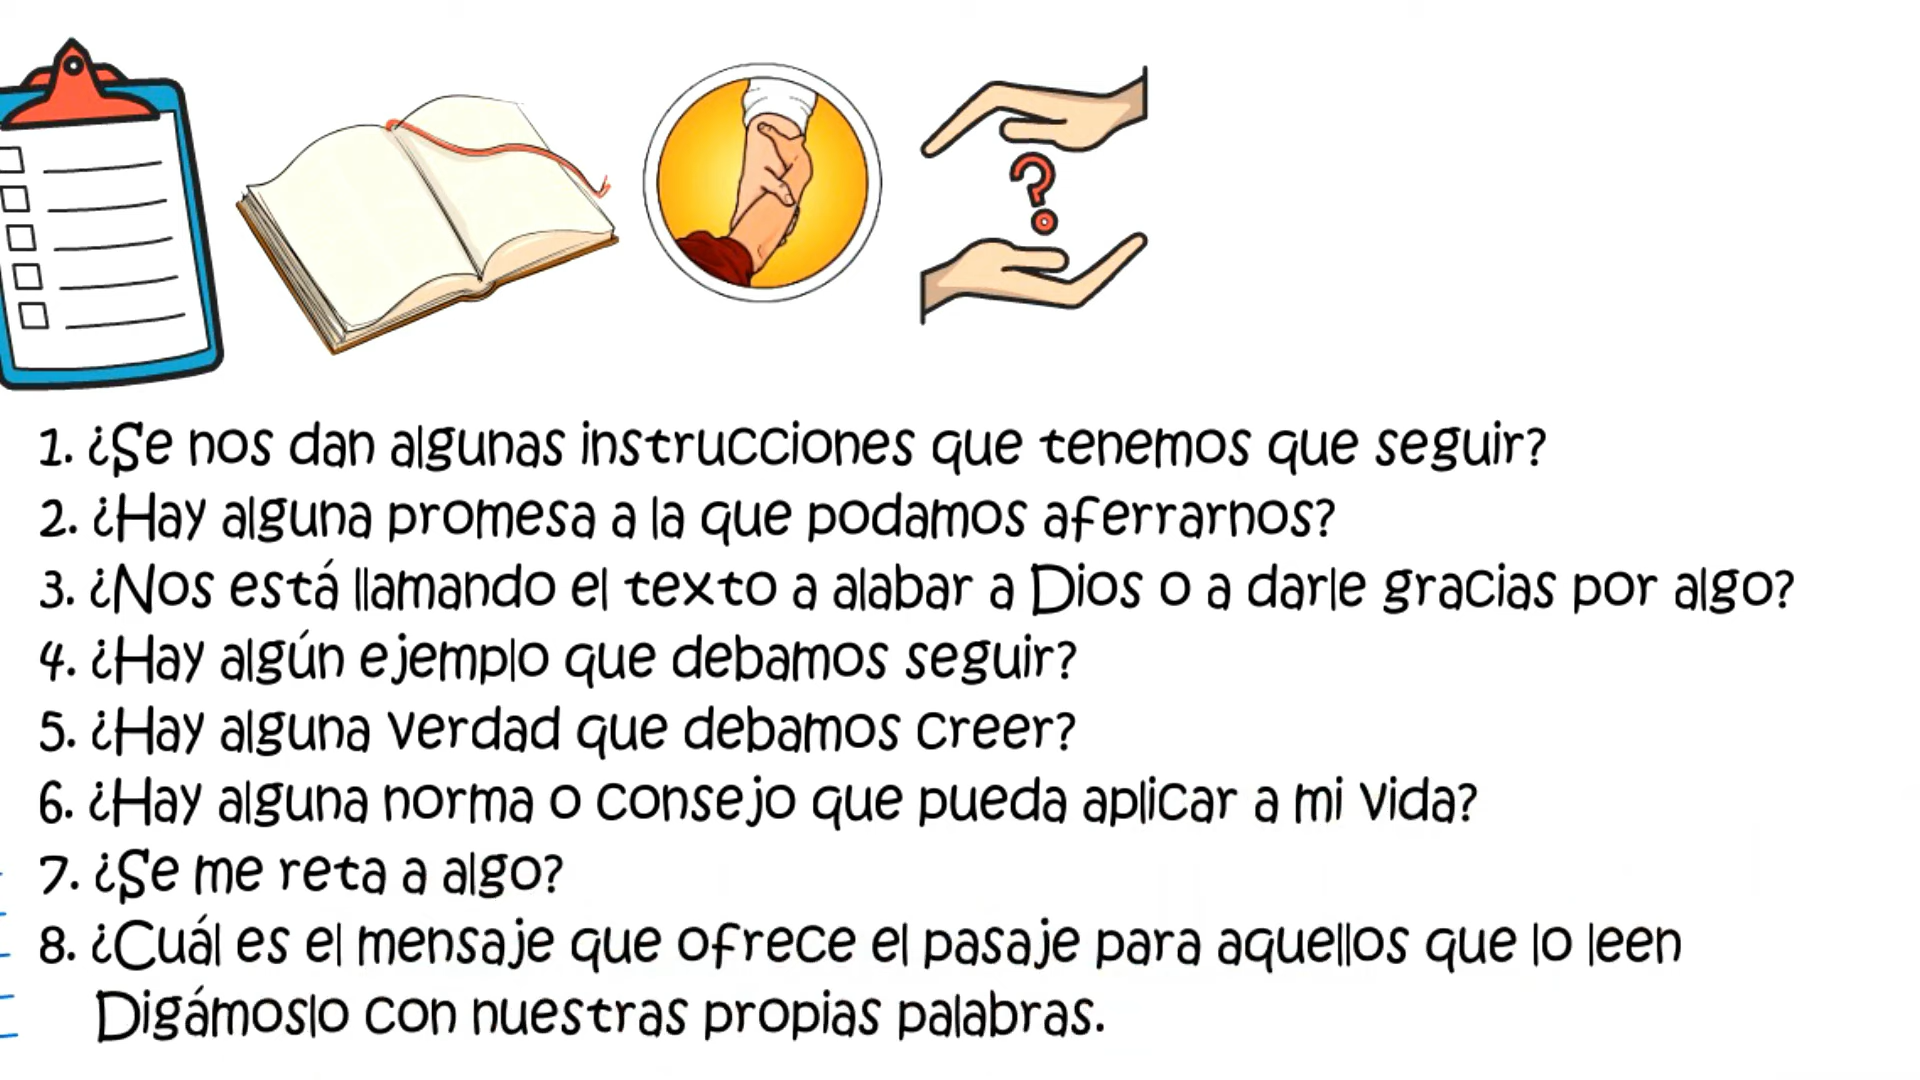 1. ¿Se nos dan algunas instrucciones que tenemos que seguir?
2. ¿Hay alguna promesa a la que podamos aferrarnos?
3. ¿Nos está llamando el texto a alabar a Dios o a darle gracias por algo?
4. ¿Hay algún ejemplo que debamos seguir?
5. ¿Hay alguna verdad que debamos creer?
6. ¿Hay alguna norma o consejo que pueda aplicar a mi vida?
7. ¿Se me reta a algo?
8. ¿Cuál es el mensaje que ofrece el pasaje para aquellos que lo leen
Digámoslo con nuestras propias palabras.